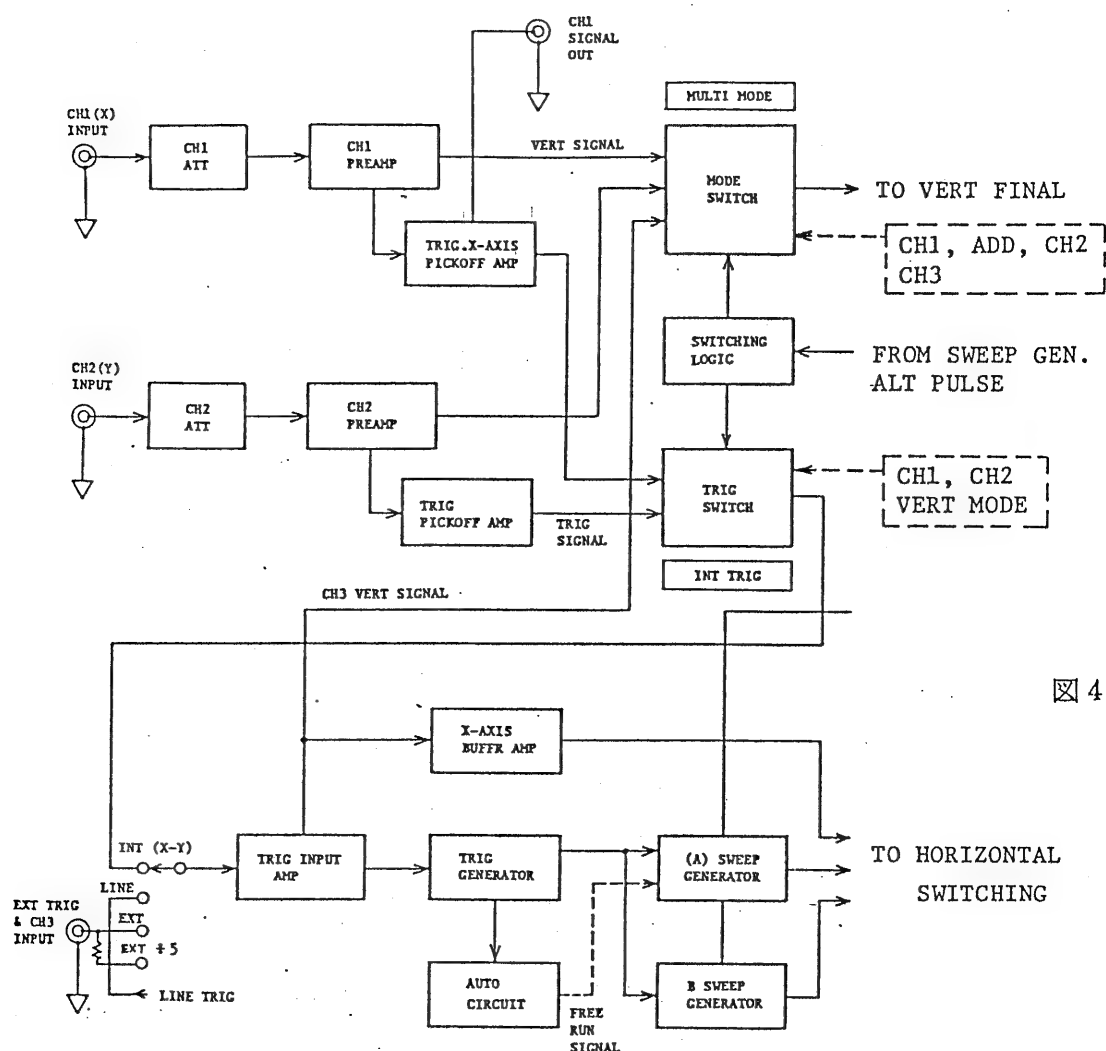 CH1
SIGNAL
OUT
MULTI MODE
CH1(X)
INPUT
CH1
ATT
CH1
PREAMP
VERT SIGNAL
MODE
SWITCH
TO VERT FINAL
TRIG.X-AXIS
PICKOFF AMP
CH1, ADD, CH2
CH3
SWITCHING
LOGIC
FROM SWEEP GEN.
ALT PULSE
CH2(Y)
INPUT
CH2
ATT
CH2
PREAMP
TRIG
PICKOFF AMP
TRIG
SIGNAL
TRIG
SWITCH
CH1, CH2
VERT MODE
INT TRIG
CH3 VERT SIGNAL
図4
X-AXIS
BUFFR AMP
INT (X-Y)
TRIG INPUT
AMP
TRIG
GENERATOR
(A) SWEEP
GENERATOR
TO HORIZONTAL
SWITCHING
LINE
EXT TRIG
& CH3
INPUT
EXT
EXT ÷5
LINE TRIG
AUTO
CIRCUIT
FREE
RUN
SIGNAL
B SWEEP
GENERATOR